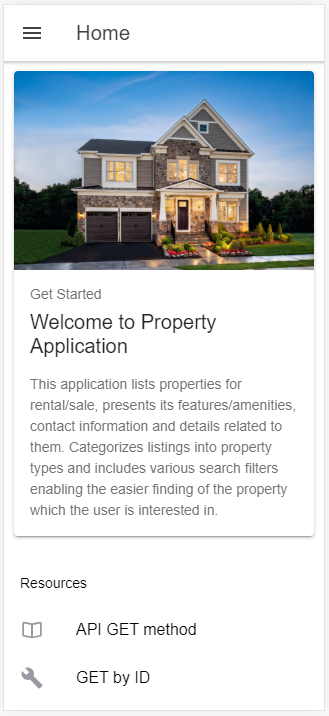 Home
Get Started
Welcome to Property
Application
This application lists properties for
rental/sale, presents its features/amenities,
contact information and details related to
them. Categorizes listings into property
types and includes various search filters
enabling the easier finding of the property
which the user is interested in.
Resources
API GET method
GET by ID